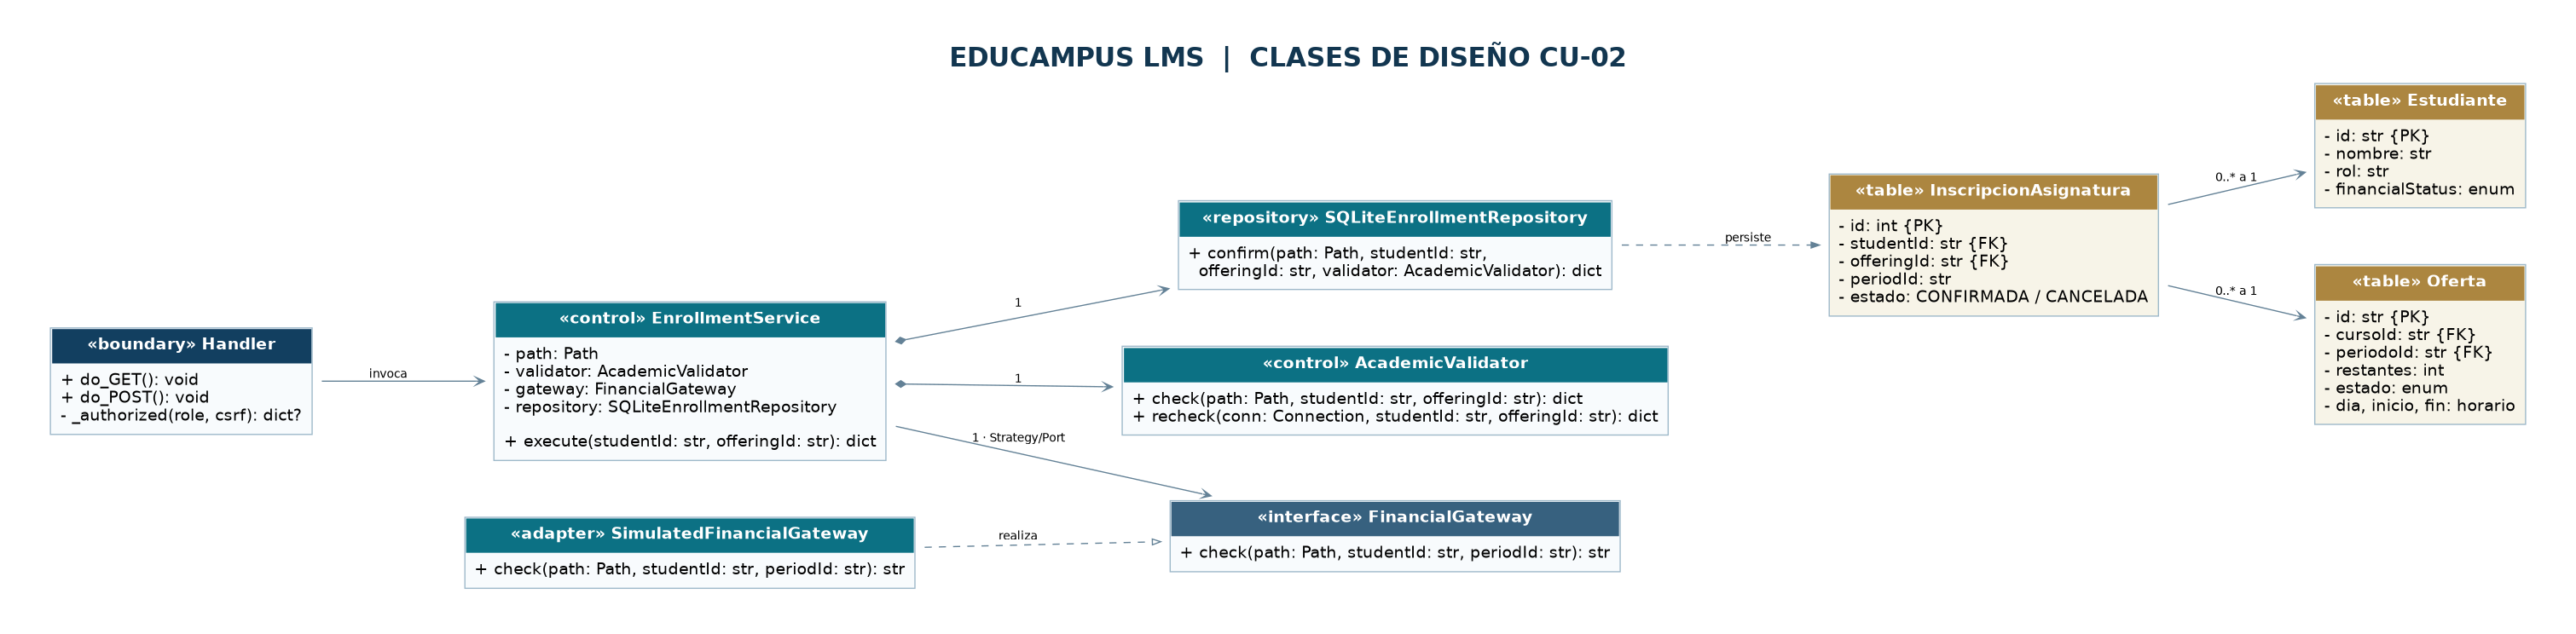 EDUCAMPUS LMS | CLASES DE DISEÑO CU-02
«boundary» Handler
+ do_GET(): void
+ do_POST(): void
- _authorized(role, csrf): dict?
invoca
«control» EnrollmentService
- path: Path
- validator: AcademicValidator
- gateway: FinancialGateway
- repository: SQLiteEnrollmentRepository
+ execute(studentId: str, offeringId: str): dict
«adapter» SimulatedFinancialGateway
+ check(path: Path, studentId: str, periodId: str): str
1
1
1 · Strategy/Port
realiza
«repository» SQLiteEnrollmentRepository
+ confirm(path: Path, studentId: str,
offeringId: str, validator: AcademicValidator): dict
«control» AcademicValidator
+ check(path: Path, studentId: str, offeringId: str): dict
+ recheck(conn: Connection, studentId: str, offeringId: str): dict
«interface» FinancialGateway
+ check(path: Path, studentId: str, periodId: str): str
persiste
«table» InscripcionAsignatura
- id: int {PK}
- studentId: str {FK}
- offeringId: str {FK}
- periodId: str
- estado: CONFIRMADA / CANCELADA
0..* a 1
0..* a 1
«table» Estudiante
- id: str {PK}
- nombre: str
- rol: str
- financialStatus: enum
«table» Oferta
- id: str {PK}
- cursoId: str {FK}
- periodoId: str {FK}
- restantes: int
- estado: enum
- dia, inicio, fin: horario